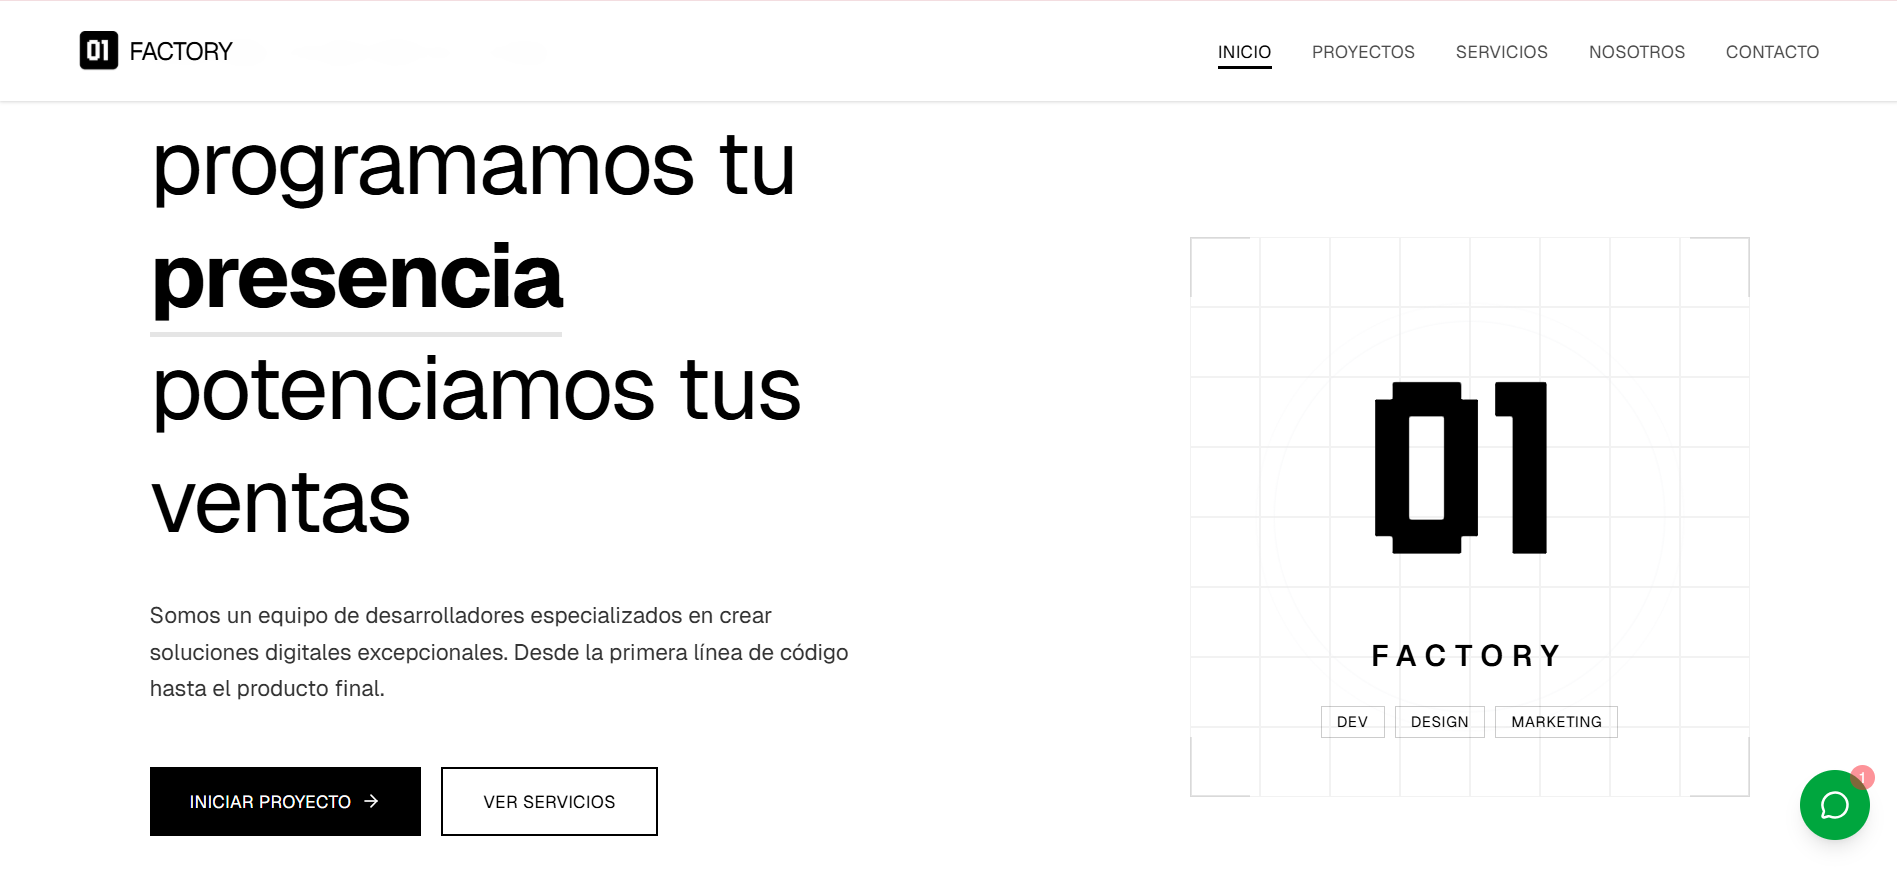 01 FACTORY
INICIO PROYECTOS SERVICIOS NOSOTROS CONTACTO
programamos tu
presencia
potenciamos tus
ventas
Somos un equipo de desarrolladores especializados en crear
soluciones digitales excepcionales. Desde la primera línea de código
hasta el producto final.
INICIAR PROYECTO →
VER SERVICIOS
01
FACTORY
DEV DESIGN MARKETING
1